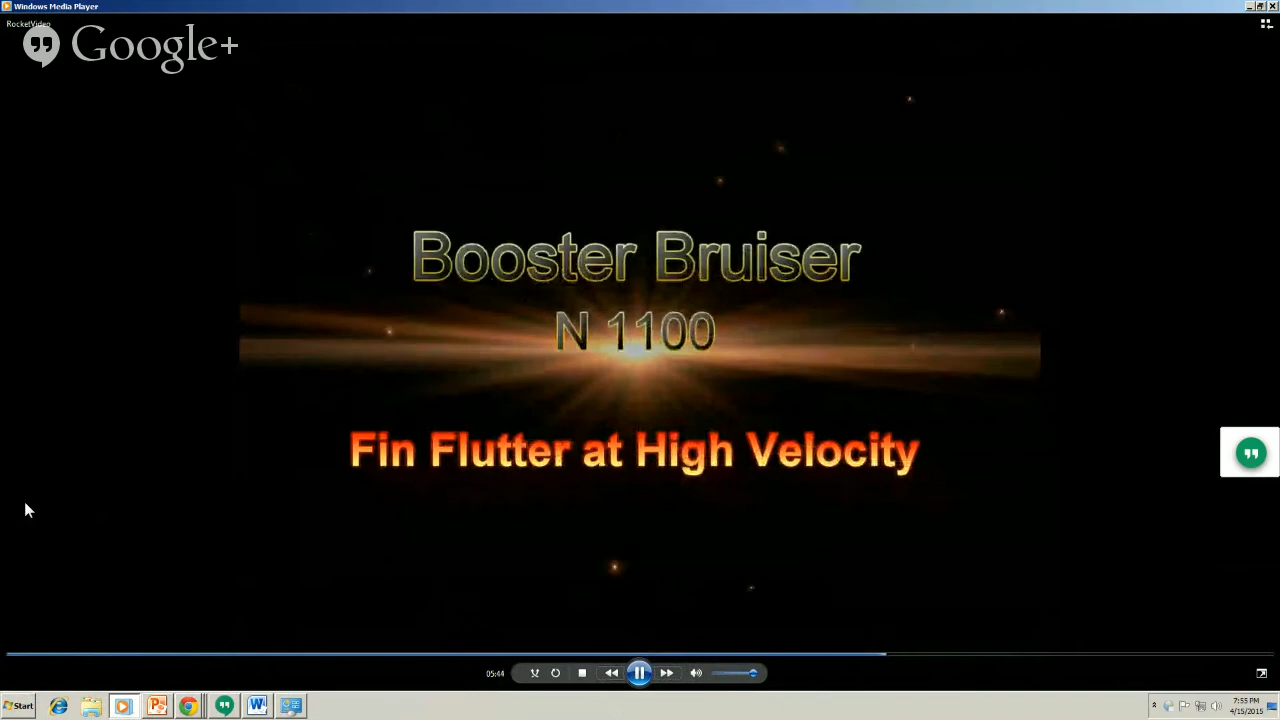 Windows Media Player
RocketVideo
Google+
Booster Bruiser
N 1100
Fin Flutter at High Velocity
05:44
Start
7:55 PM
4/15/2015